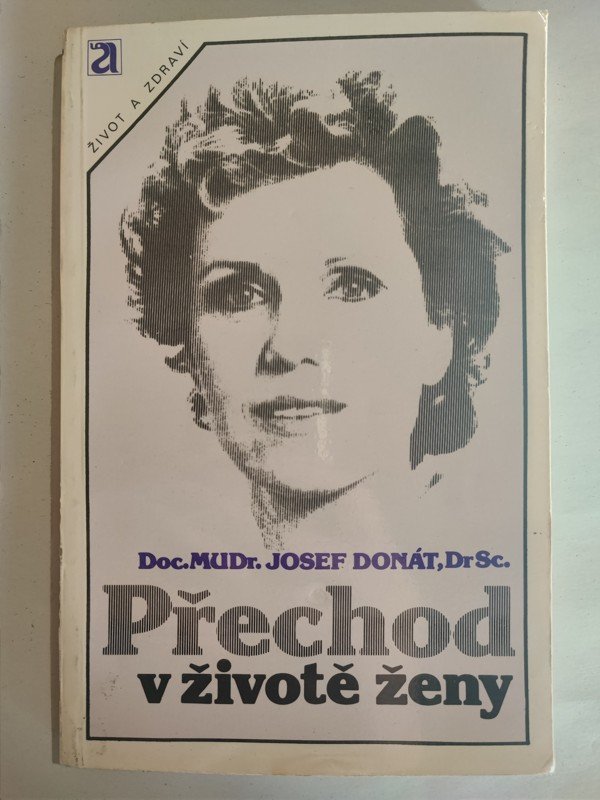 a
ŽIVOT A ZDRAVÍ
Doc. MUDr. JOSEF DONÁT, DrSc.
Přechod
v životě ženy